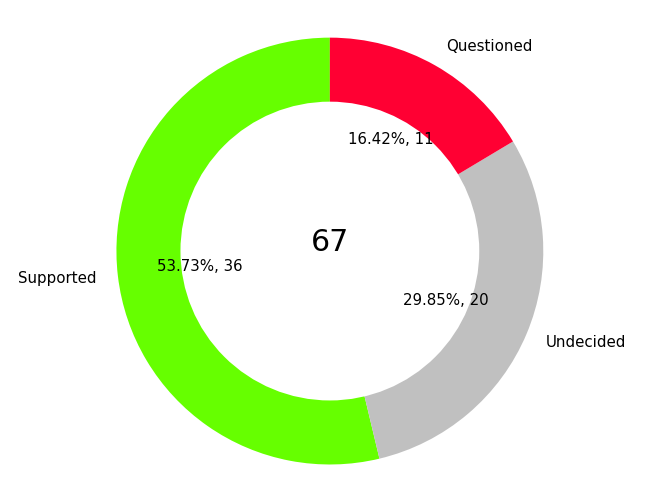 Questioned
16.42%, 11
67
53.73%, 36
Supported
29.85%, 20
Undecided